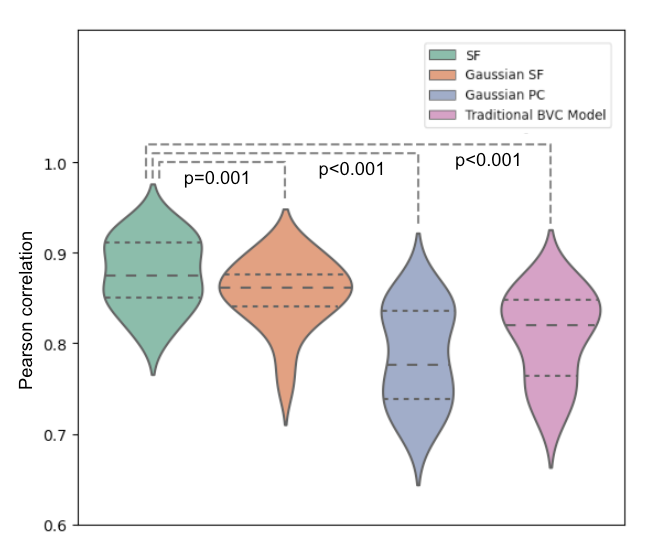 SF
Gaussian SF
Gaussian PC
Traditional BVC Model
1.0
p=0.001
p<0.001
p<0.001
0.9
0.8
0.7
0.6
Pearson correlation